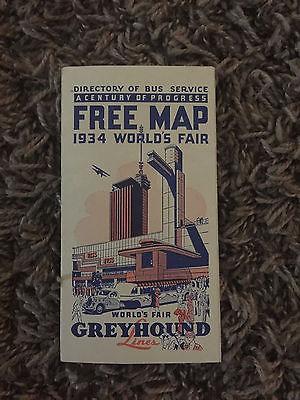 DIRECTORY OF BUS SERVICE
A CENTURY OF PROGRESS
FREE MAP
1934 WORLD'S FAIR
WORLD'S FAIR
GREYHOUND
Lines